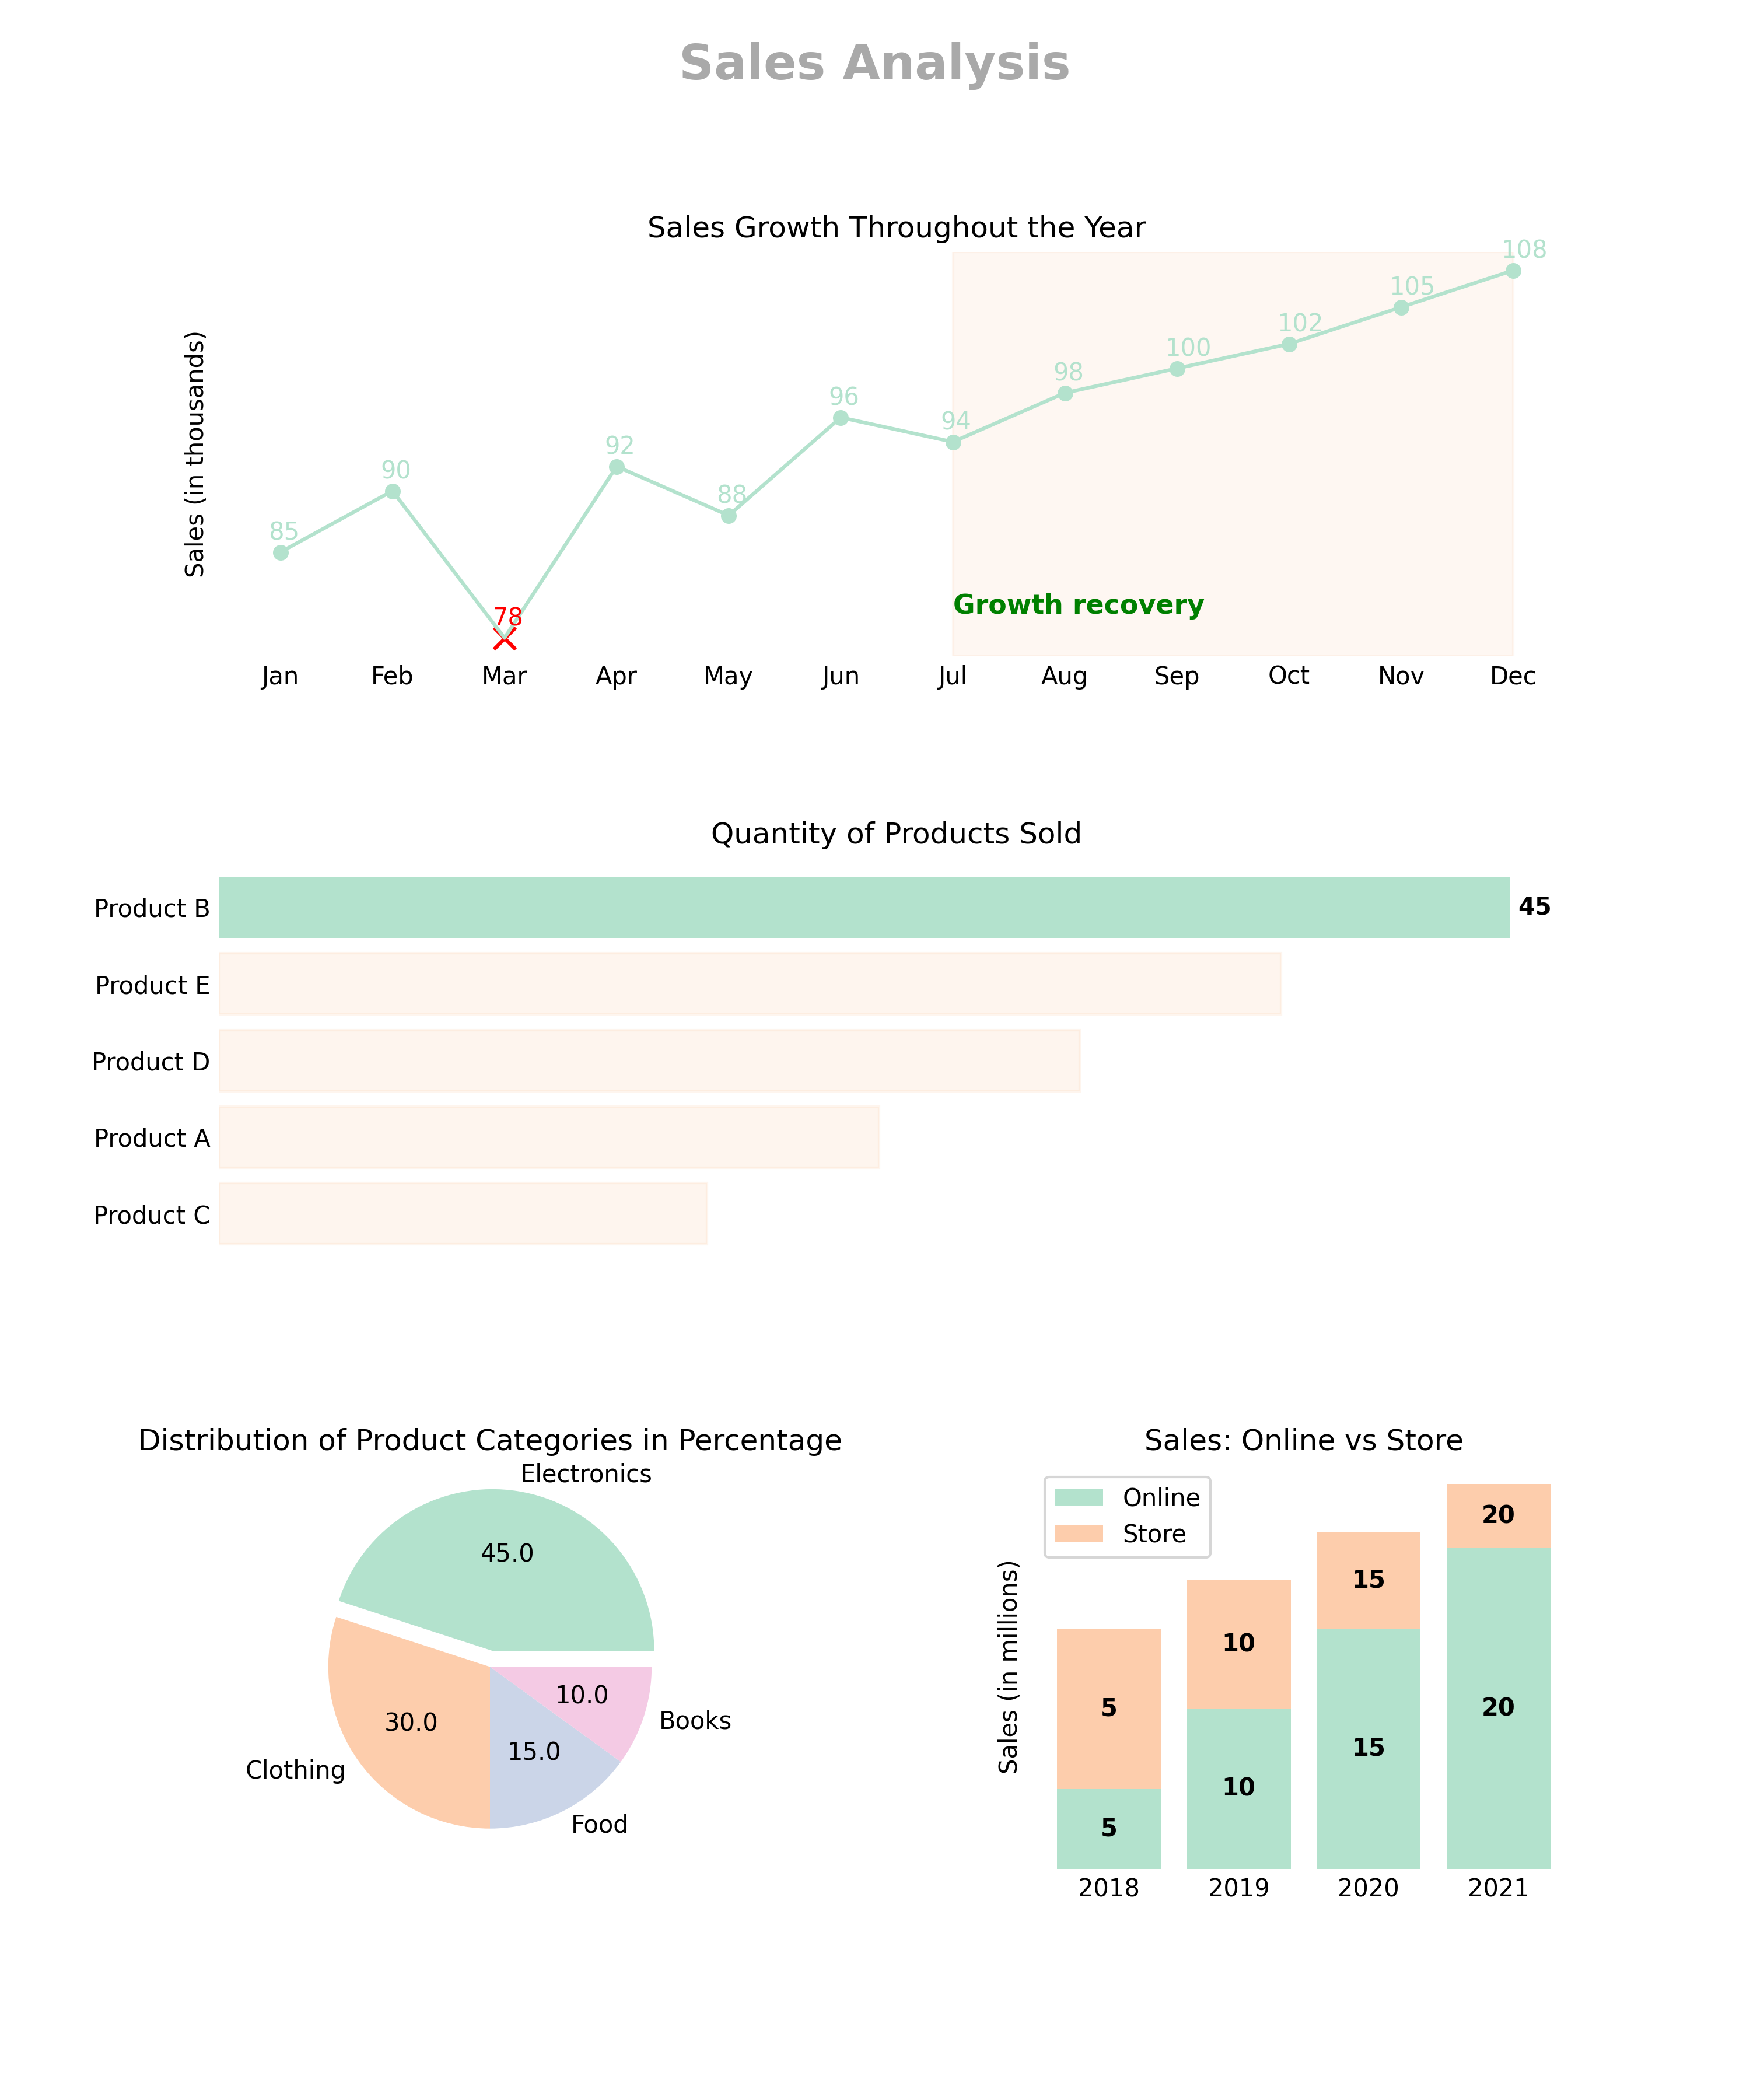 Sales Analysis
Sales Growth Throughout the Year
Sales (in thousands)
85
90
78
92
88
96
94
98
100
102
105
108
Growth recovery
Jan Feb Mar Apr May Jun Jul Aug Sep Oct Nov Dec
Quantity of Products Sold
Product B 45
Product E
Product D
Product A
Product C
Distribution of Product Categories in Percentage
Electronics
45.0
10.0
Books
30.0
15.0
Clothing
Food
Sales: Online vs Store
Online
Store
Sales (in millions)
5
5
10
10
15
15
20
20
2018 2019 2020 2021